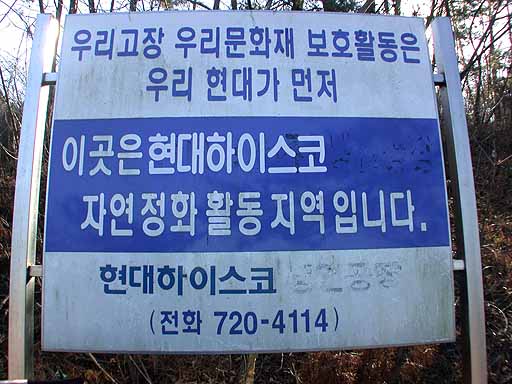 우리고장 우리문화재 보호활동은
우리 현대가 먼저
이곳은 현대하이스코
자연정화 활동 지역 입니다.
현대하이스코
(전화 720-4114)